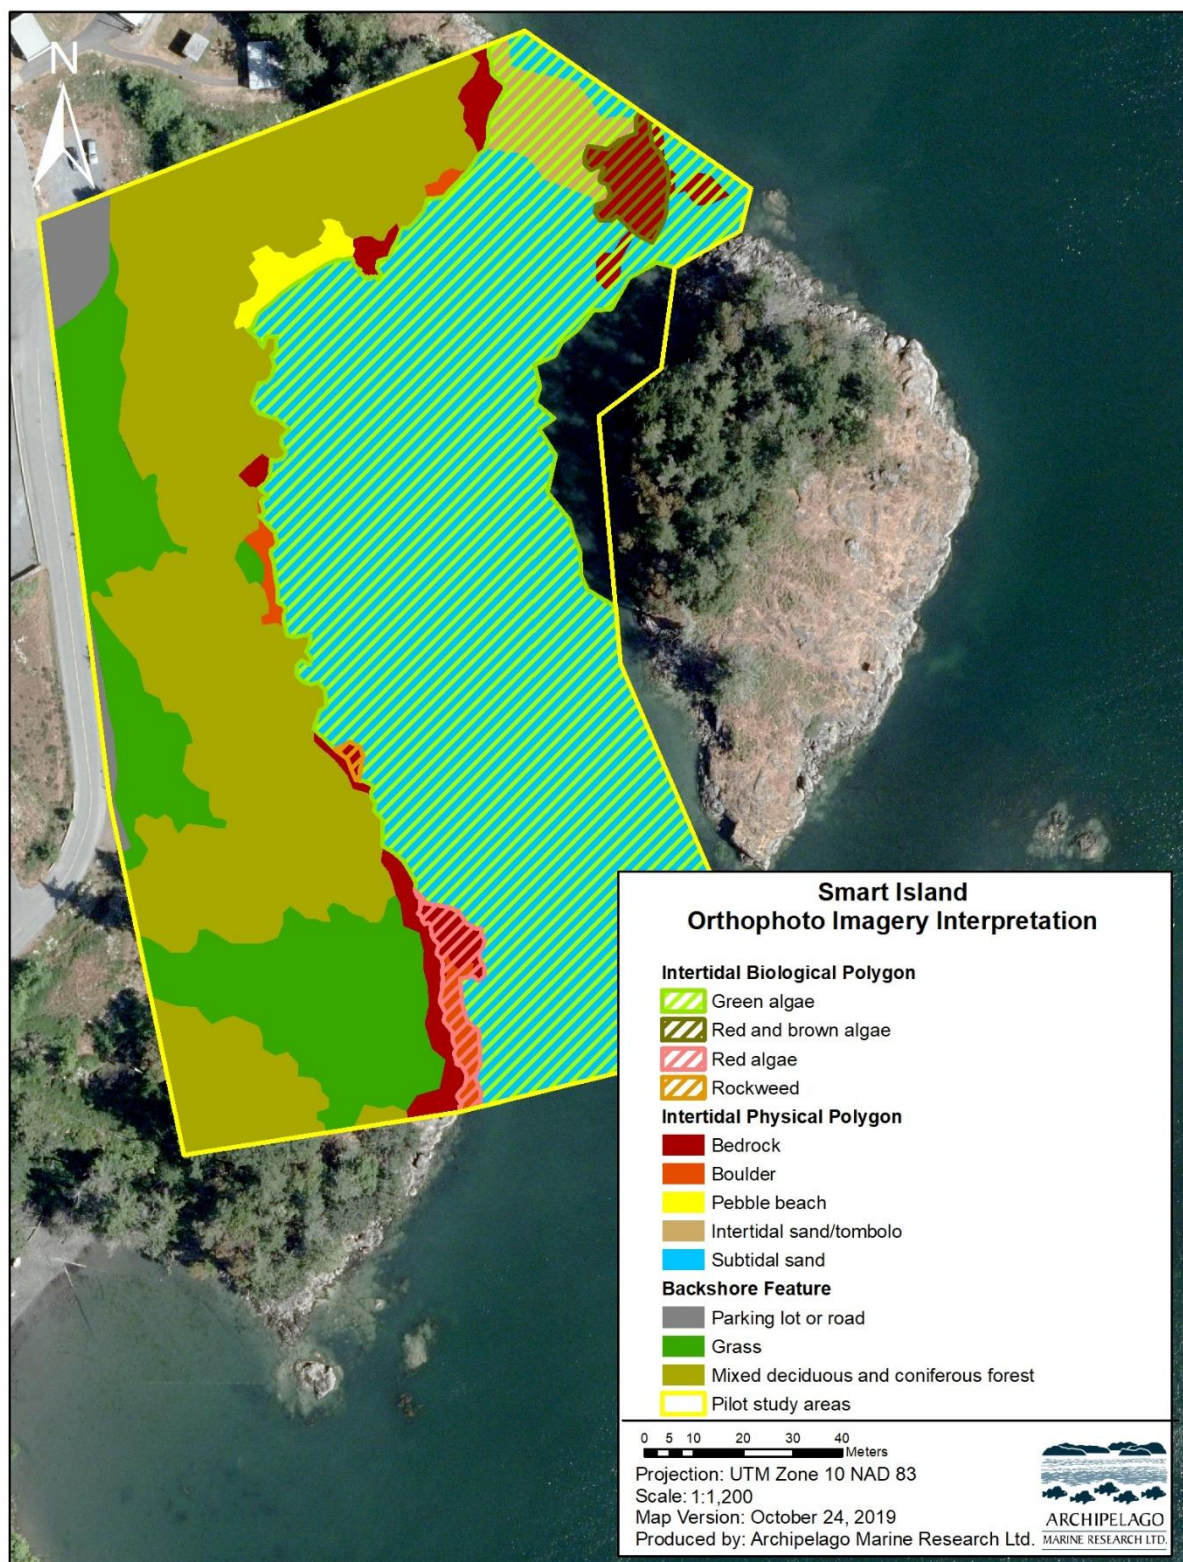 N
Smart Island
Orthophoto Imagery Interpretation
Intertidal Biological Polygon
Green algae
Red and brown algae
Red algae
Rockweed
Intertidal Physical Polygon
Bedrock
Boulder
Pebble beach
Intertidal sand/tombolo
Subtidal sand
Backshore Feature
Parking lot or road
Grass
Mixed deciduous and coniferous forest
Pilot study areas
0 5 10 20 30 40
Meters
Projection: UTM Zone 10 NAD 83
Scale: 1:1,200
Map Version: October 24, 2019
Produced by: Archipelago Marine Research Ltd.
ARCHIPELAGO
MARINE RESEARCH LTD.